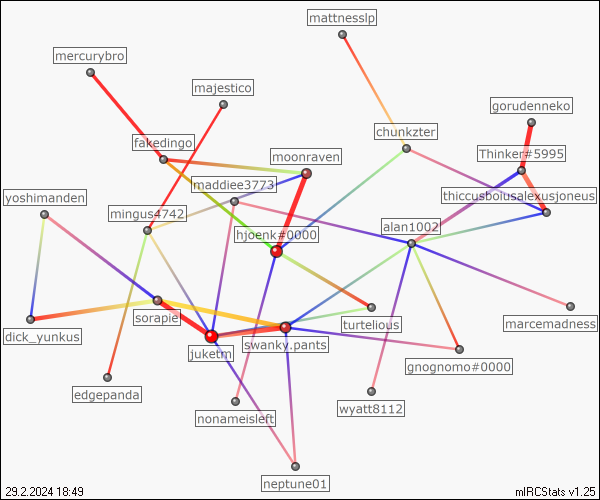 mattnesslp
mercurybro
majestico
gorudenneko
chunkzter
fakedingo
Thinker#5995
moonraven
maddiee3773
yoshimanden
thiccusbousalexusjoneus
mingus4742
alan1002
hjoenk#0000
sorapie
turtelious
marcemadness
dick_yunkus
swanky.pants
juketm
gnognomo#0000
edgepanda
wyatt8112
nonameisleft
neptune01
29.2.2024 18:49
mIRCStats v1.25